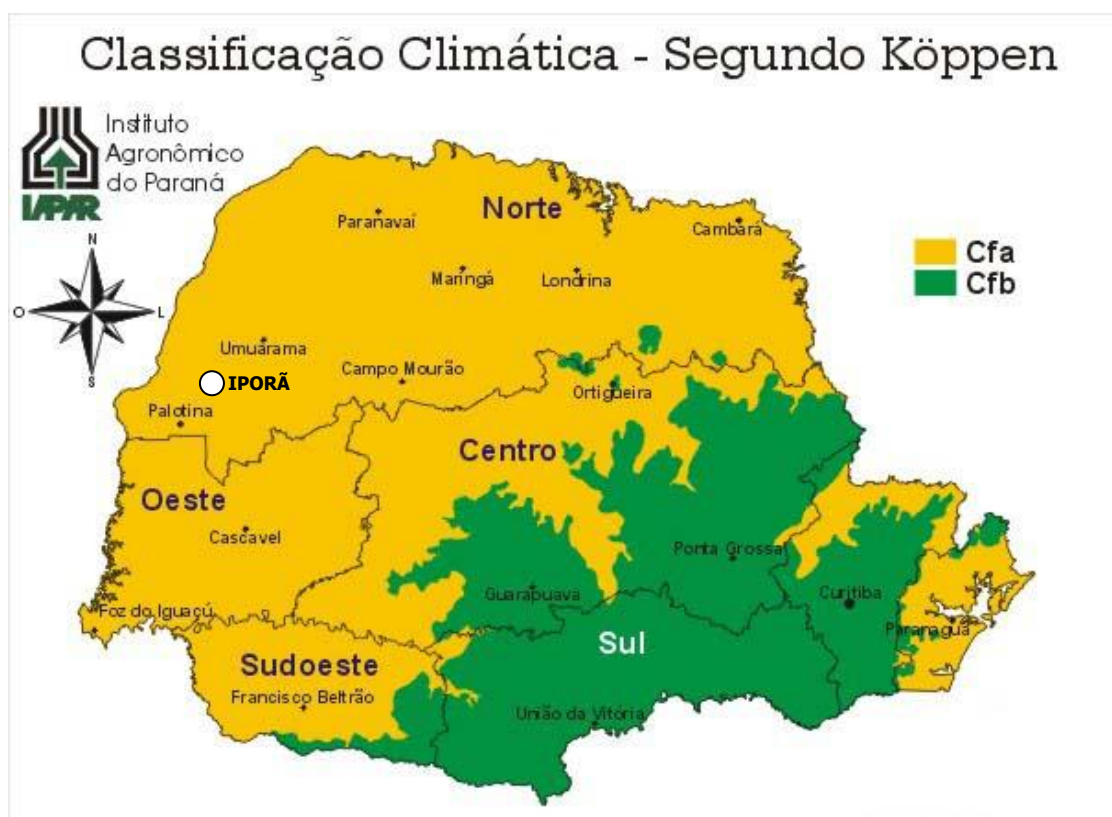 Classificação Climática - Segundo Köppen
Instituto
Agronômico
do Paraná
IAPAR
N
O
L
S
Cfa
Cfb
Norte
Paranavaí
Cambará
Maringá
Londrina
Umuarama
Campo Mourão
IPORÃ
Ortigueira
Palotina
Centro
Oeste
Cascavel
Ponta Grossa
Guarapuava
Curitiba
Foz do Iguaçú
Paranaguá
Sul
Sudoeste
Francisco Beltrão
União da Vitória